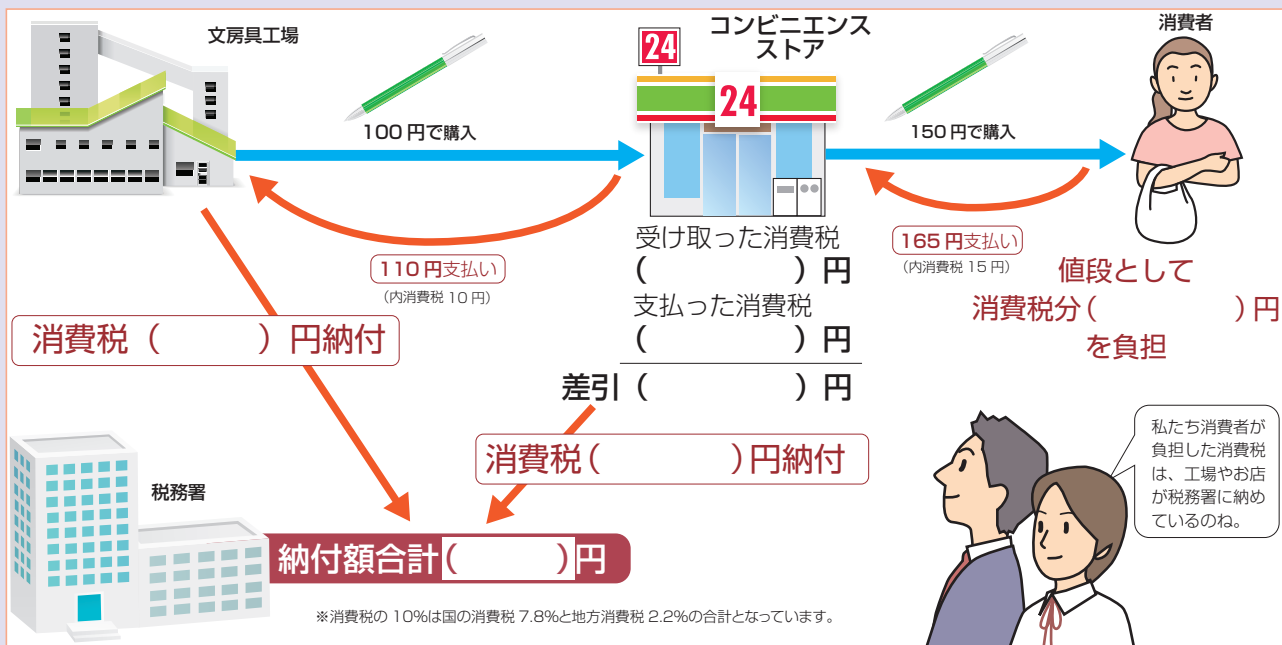 文房具工場
100円で購入
24
24
コンビニエンス
ストア
150円で購入
消費者
110円支払い
(内消費税10円)
165円支払い
(内消費税15円)
受け取った消費税
(　　　)円
支払った消費税
(　　　)円
差引(　　　)円
値段として
消費税分(　　　)円
を負担
消費税(　　　)円納付
消費税(　　　)円納付
税務署
納付額合計(　　　)円
私たち消費者が
負担した消費税
は、工場やお店
が税務署に納め
ているのね。
※消費税の10%は国の消費税7.8%と地方消費税2.2%の合計となっています。